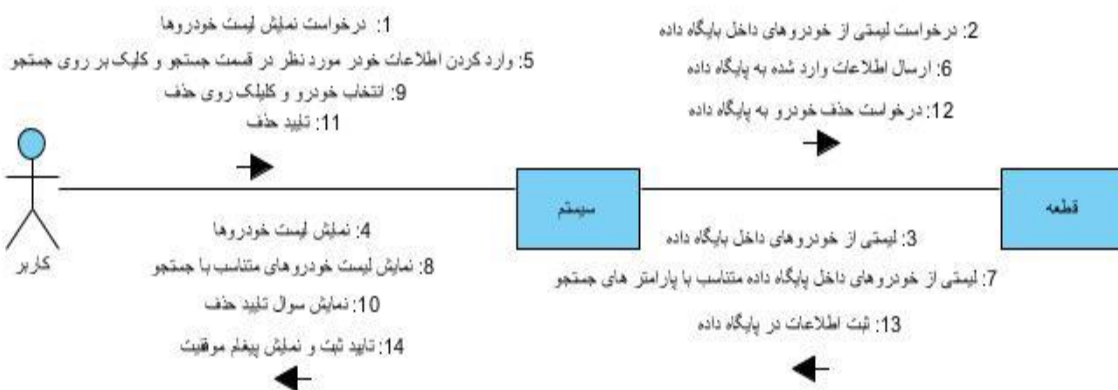 1: درخواست نمایش لیست خودروها
5: وارد کردن اطلاعات خودر مورد نظر در قسمت جستجو و کلیک بر روی جستجو
9: انتخاب خودرو و کلیلک روی حذف
11: تایید حذف
2: درخواست لیستی از خودروهای داخل بایگاه داده
6: ارسال اطلاعات وارد شده به پایگاه داده
12: درخواست حذف خودرو به پایگاه داده
سیستم
قطعه
کاربر
4: نمایش لیست خودروها
8: نمایش لیست خودروهای متناسب با جستجو
10: نمایش سوال تایید حذف
14: تایید ثبت و نمایش پیغام موفقیت
3: لیستی از خودروهای داخل بایگاه داده
7: لیستی از خودروهای داخل پایگاه داده متناسب با پارامتر های جستجو
13: ثبت اطلاعات در پایگاه داده